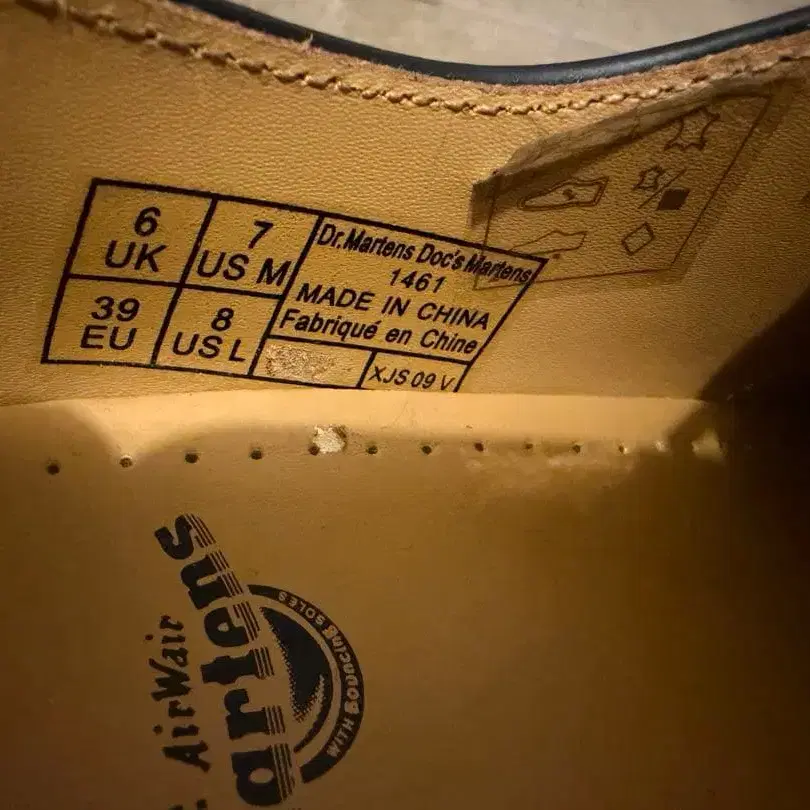 6 UK
7 US M
39 EU
8 US L
Dr. Martens Doc's Martens
1461
MADE IN CHINA
Fabriqué en Chine
XJS 09 V
AirWair
artens
WITH BOUNCING SOLES